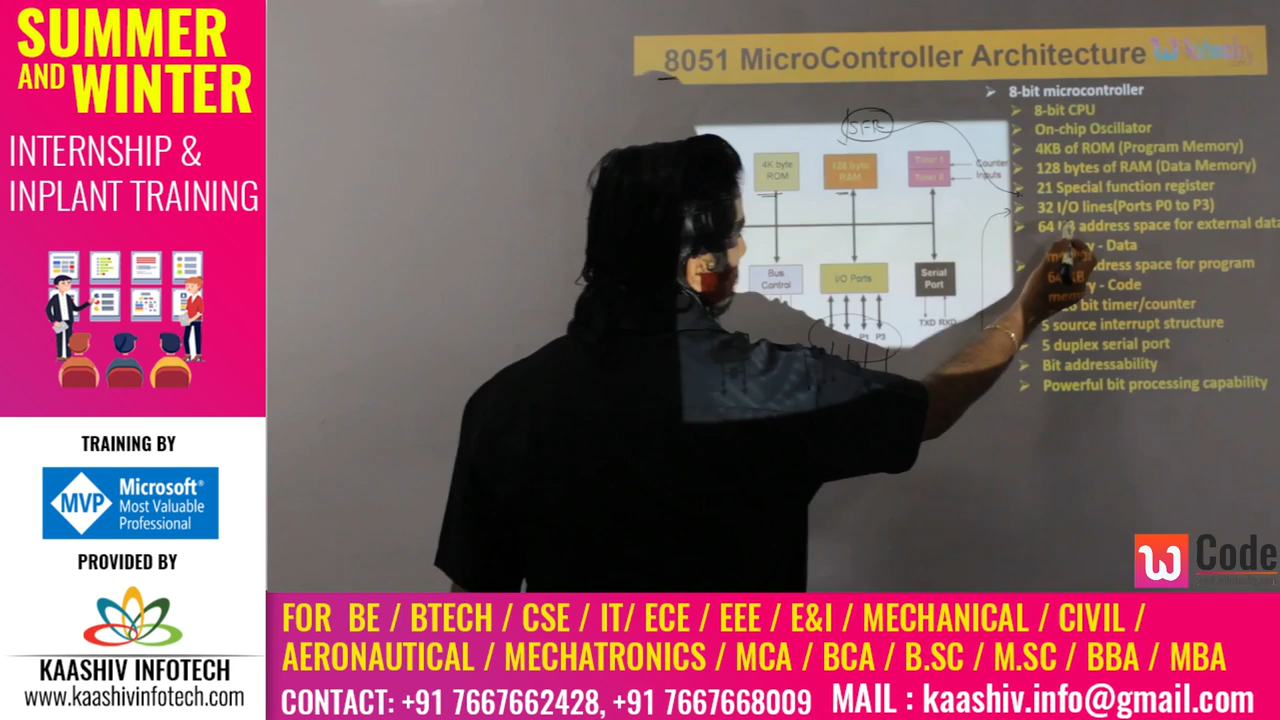 SUMMER
AND WINTER
INTERNSHIP &
INPLANT TRAINING
TRAINING BY
MVP
Microsoft®
Most Valuable
Professional
PROVIDED BY
KAASHIV INFOTECH
www.kaashivinfotech.com
8051 MicroController Architecture
SFR
4K byte
ROM
128 byte
RAM
Timer 1
Timer 2
Counter
Inputs
Bus
Control
I/O Ports
Serial
Port
P1 P3
TXD RXD
8-bit microcontroller
8-bit CPU
On-chip Oscillator
4KB of ROM (Program Memory)
128 bytes of RAM (Data Memory)
21 Special function register
32 I/O lines(Ports P0 to P3)
64 address space for external data
- Data
address space for program
- Code
bit timer/counter
5 source interrupt structure
5 duplex serial port
Bit addressability
Powerful bit processing capability
W Code
FOR BE / BTECH / CSE / IT/ ECE / EEE / E&I / MECHANICAL / CIVIL /
AERONAUTICAL / MECHATRONICS / MCA / BCA / B.SC / M.SC / BBA / MBA
CONTACT: +91 7667662428, +91 7667668009 MAIL : kaashiv.info@gmail.com